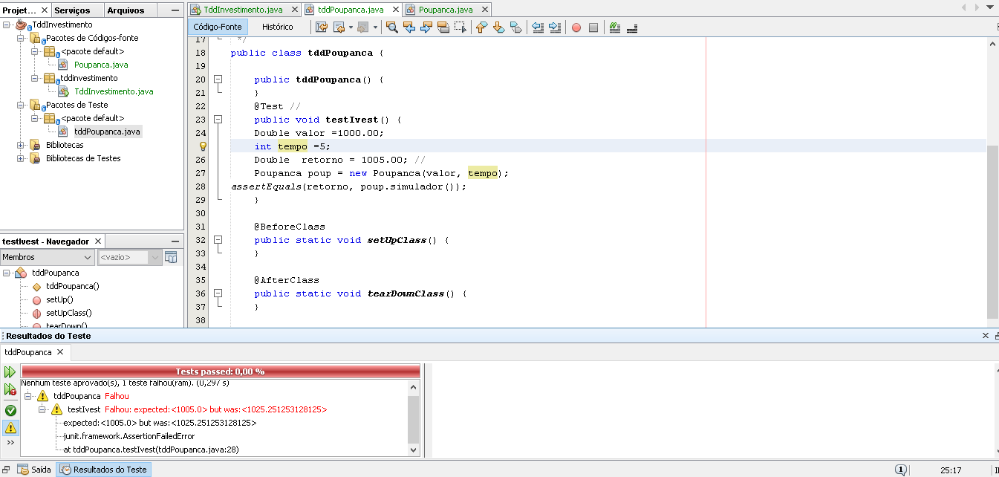 Projet... Serviços Arquivos
TddInvestimento
Pacotes de Códigos-fonte
<pacote default>
Poupanca.java
tddinvestimento
TddInvestimento.java
Pacotes de Teste
<pacote default>
tddPoupanca.java
Bibliotecas
Bibliotecas de Testes
testIvest - Navegador
Membros <vazio>
tddPoupanca
tddPoupanca()
setUp()
setUpClass()
tearDown()
TddInvestimento.java tddPoupanca.java Poupanca.java
Código-Fonte Histórico
17 */
18 public class tddPoupanca {
19
20 public tddPoupanca() {
21 }
22 @Test //
23 public void testIvest() {
24 Double valor =1000.00;
int tempo =5;
26 Double  retorno = 1005.00; //
27 Poupanca poup = new Poupanca(valor, tempo);
28 assertEquals(retorno, poup.simulador());
29 }
30
31 @BeforeClass
32 public static void setUpClass() {
33 }
34
35 @AfterClass
36 public static void tearDownClass() {
37 }
38
Resultados do Teste
tddPoupanca
Tests passed: 0,00 %
Nenhum teste aprovado(s), 1 teste falhou(ram). (0,297 s)
tddPoupanca Falhou
testIvest Falhou: expected:<1005.0> but was:<1025.251253128125>
expected:<1005.0> but was:<1025.251253128125>
junit.framework.AssertionFailedError
at tddPoupanca.testIvest(tddPoupanca.java:28)
>>
Saída Resultados do Teste 1 25:17